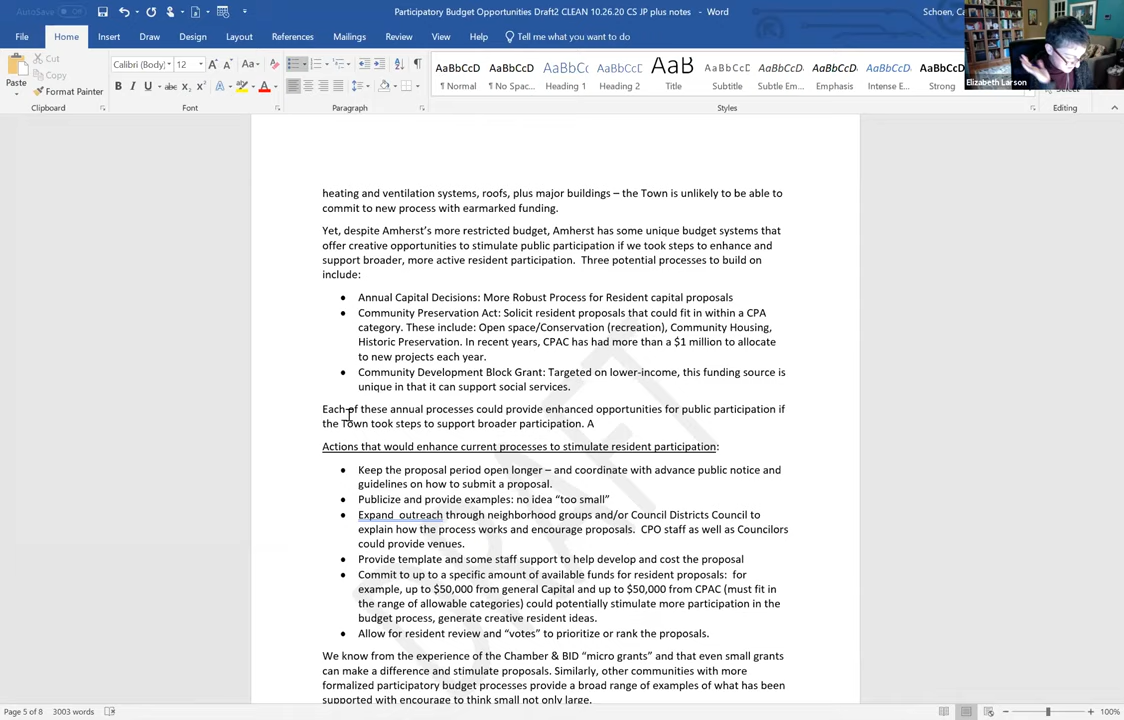 AutoSave Off Participatory Budget Opportunities Draft2 CLEAN 10.26.20 CS JP plus notes - Word Schoen, Ca
File Home Insert Draw Design Layout References Mailings Review View Help Tell me what you want to do
Paste Cut Copy Format Painter Clipboard
Calibri (Body) 12 Font
Paragraph
AaBbCcDc AaBbCcDc AaBbCc AaBbCcC AaB AaBbCcC AaBbCcD AaBbCcD AaBbCcD AaBbCcDc
¶ Normal ¶ No Spac... Heading 1 Heading 2 Title Subtitle Subtle Em... Emphasis Intense E... Strong
Styles Editing
Elizabeth Larson
heating and ventilation systems, roofs, plus major buildings – the Town is unlikely to be able to
commit to new process with earmarked funding.
Yet, despite Amherst’s more restricted budget, Amherst has some unique budget systems that
offer creative opportunities to stimulate public participation if we took steps to enhance and
support broader, more active resident participation.  Three potential processes to build on
include:
• Annual Capital Decisions: More Robust Process for Resident capital proposals
• Community Preservation Act: Solicit resident proposals that could fit in within a CPA
category. These include: Open space/Conservation (recreation), Community Housing,
Historic Preservation. In recent years, CPAC has had more than a $1 million to allocate
to new projects each year.
• Community Development Block Grant: Targeted on lower-income, this funding source is
unique in that it can support social services.
Each of these annual processes could provide enhanced opportunities for public participation if
the Town took steps to support broader participation. A
Actions that would enhance current processes to stimulate resident participation:
• Keep the proposal period open longer – and coordinate with advance public notice and
guidelines on how to submit a proposal.
• Publicize and provide examples: no idea “too small”
• Expand  outreach through neighborhood groups and/or Council Districts Council to
explain how the process works and encourage proposals.  CPO staff as well as Councilors
could provide venues.
• Provide template and some staff support to help develop and cost the proposal
• Commit to up to a specific amount of available funds for resident proposals:  for
example, up to $50,000 from general Capital and up to $50,000 from CPAC (must fit in
the range of allowable categories) could potentially stimulate more participation in the
budget process, generate creative resident ideas.
• Allow for resident review and “votes” to prioritize or rank the proposals.
We know from the experience of the Chamber & BID “micro grants” and that even small grants
can make a difference and stimulate proposals. Similarly, other communities with more
formalized participatory budget processes provide a broad range of examples of what has been
supported with encourage to think small not only large.
DRAFT
Page 5 of 8 3003 words 100%